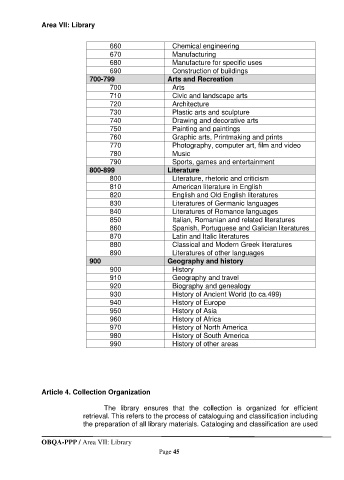 Area VII: Library
660 Chemical engineering
670 Manufacturing
680 Manufacture for specific uses
690 Construction of buildings
700-799 Arts and Recreation
700 Arts
710 Civic and landscape arts
720 Architecture
730 Plastic arts and sculpture
740 Drawing and decorative arts
750 Painting and paintings
760 Graphic arts, Printmaking and prints
770 Photography, computer art, film and video
780 Music
790 Sports, games and entertainment
800-899 Literature
800 Literature, rhetoric and criticism
810 American literature in English
820 English and Old English literatures
830 Literatures of Germanic languages
840 Literatures of Romance languages
850 Italian, Romanian and related literatures
860 Spanish, Portuguese and Galician literatures
870 Latin and Italic literatures
880 Classical and Modern Greek literatures
890 Literatures of other languages
900 Geography and history
900 History
910 Geography and travel
920 Biography and genealogy
930 History of Ancient World (to ca.499)
940 History of Europe
950 History of Asia
960 History of Africa
970 History of North America
980 History of South America
990 History of other areas
Article 4. Collection Organization
The library ensures that the collection is organized for efficient
retrieval. This refers to the process of cataloguing and classification including
the preparation of all library materials. Cataloging and classification are used
OBQA-PPP / Area VII: Library
Page 45